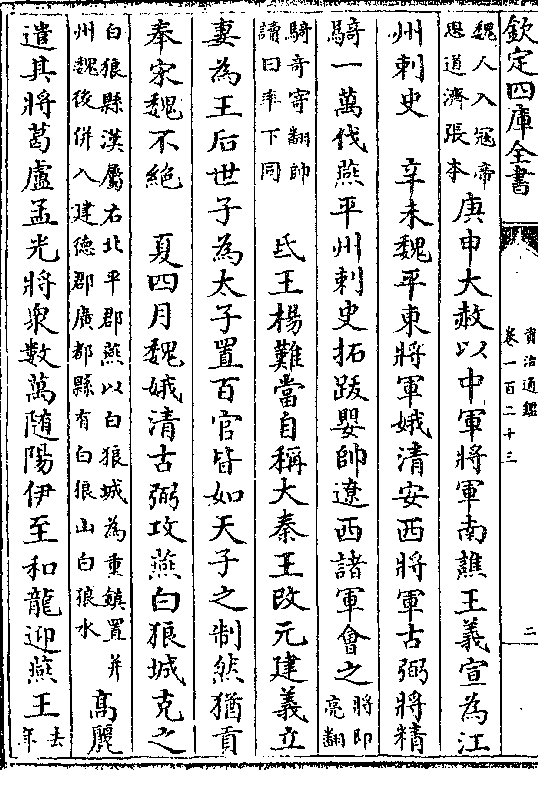 欽定四庫全書
資治通鑑
卷一百二十三
二
魏人入冦帝
思道濟張本
庚申大赦以中軍將軍南譙王義宣為江
州刺史　辛未魏平東將軍娥清安西將軍古弼將精
騎一萬伐燕平州刺史拓跋嬰帥遼西諸軍會之
將即
亮翻
騎奇寄翻帥
讀曰率下同
氐王楊難當自稱大秦王改元建義立
妻為王后世子為太子置百官皆如天子之制然猶貢
奉宋魏不絶　夏四月魏娥清古弼攻燕白狼城克之
白狼縣漢屬右北平郡燕以白狼城為重鎮置并
州魏後併入建德郡廣都縣有白狼山白狼水
高麗
遣其將葛盧孟光將衆數萬随陽伊至和龍迎燕王
去
年